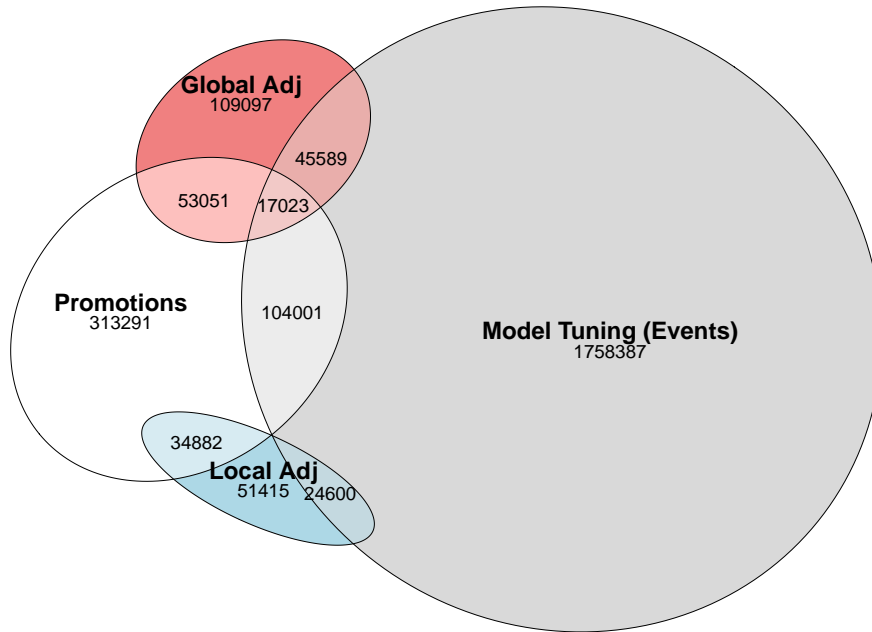 Global Adj
109097
45589
53051
17023
Promotions
313291
104001
Model Tuning (Events)
1758387
34882
Local Adj
51415
24600